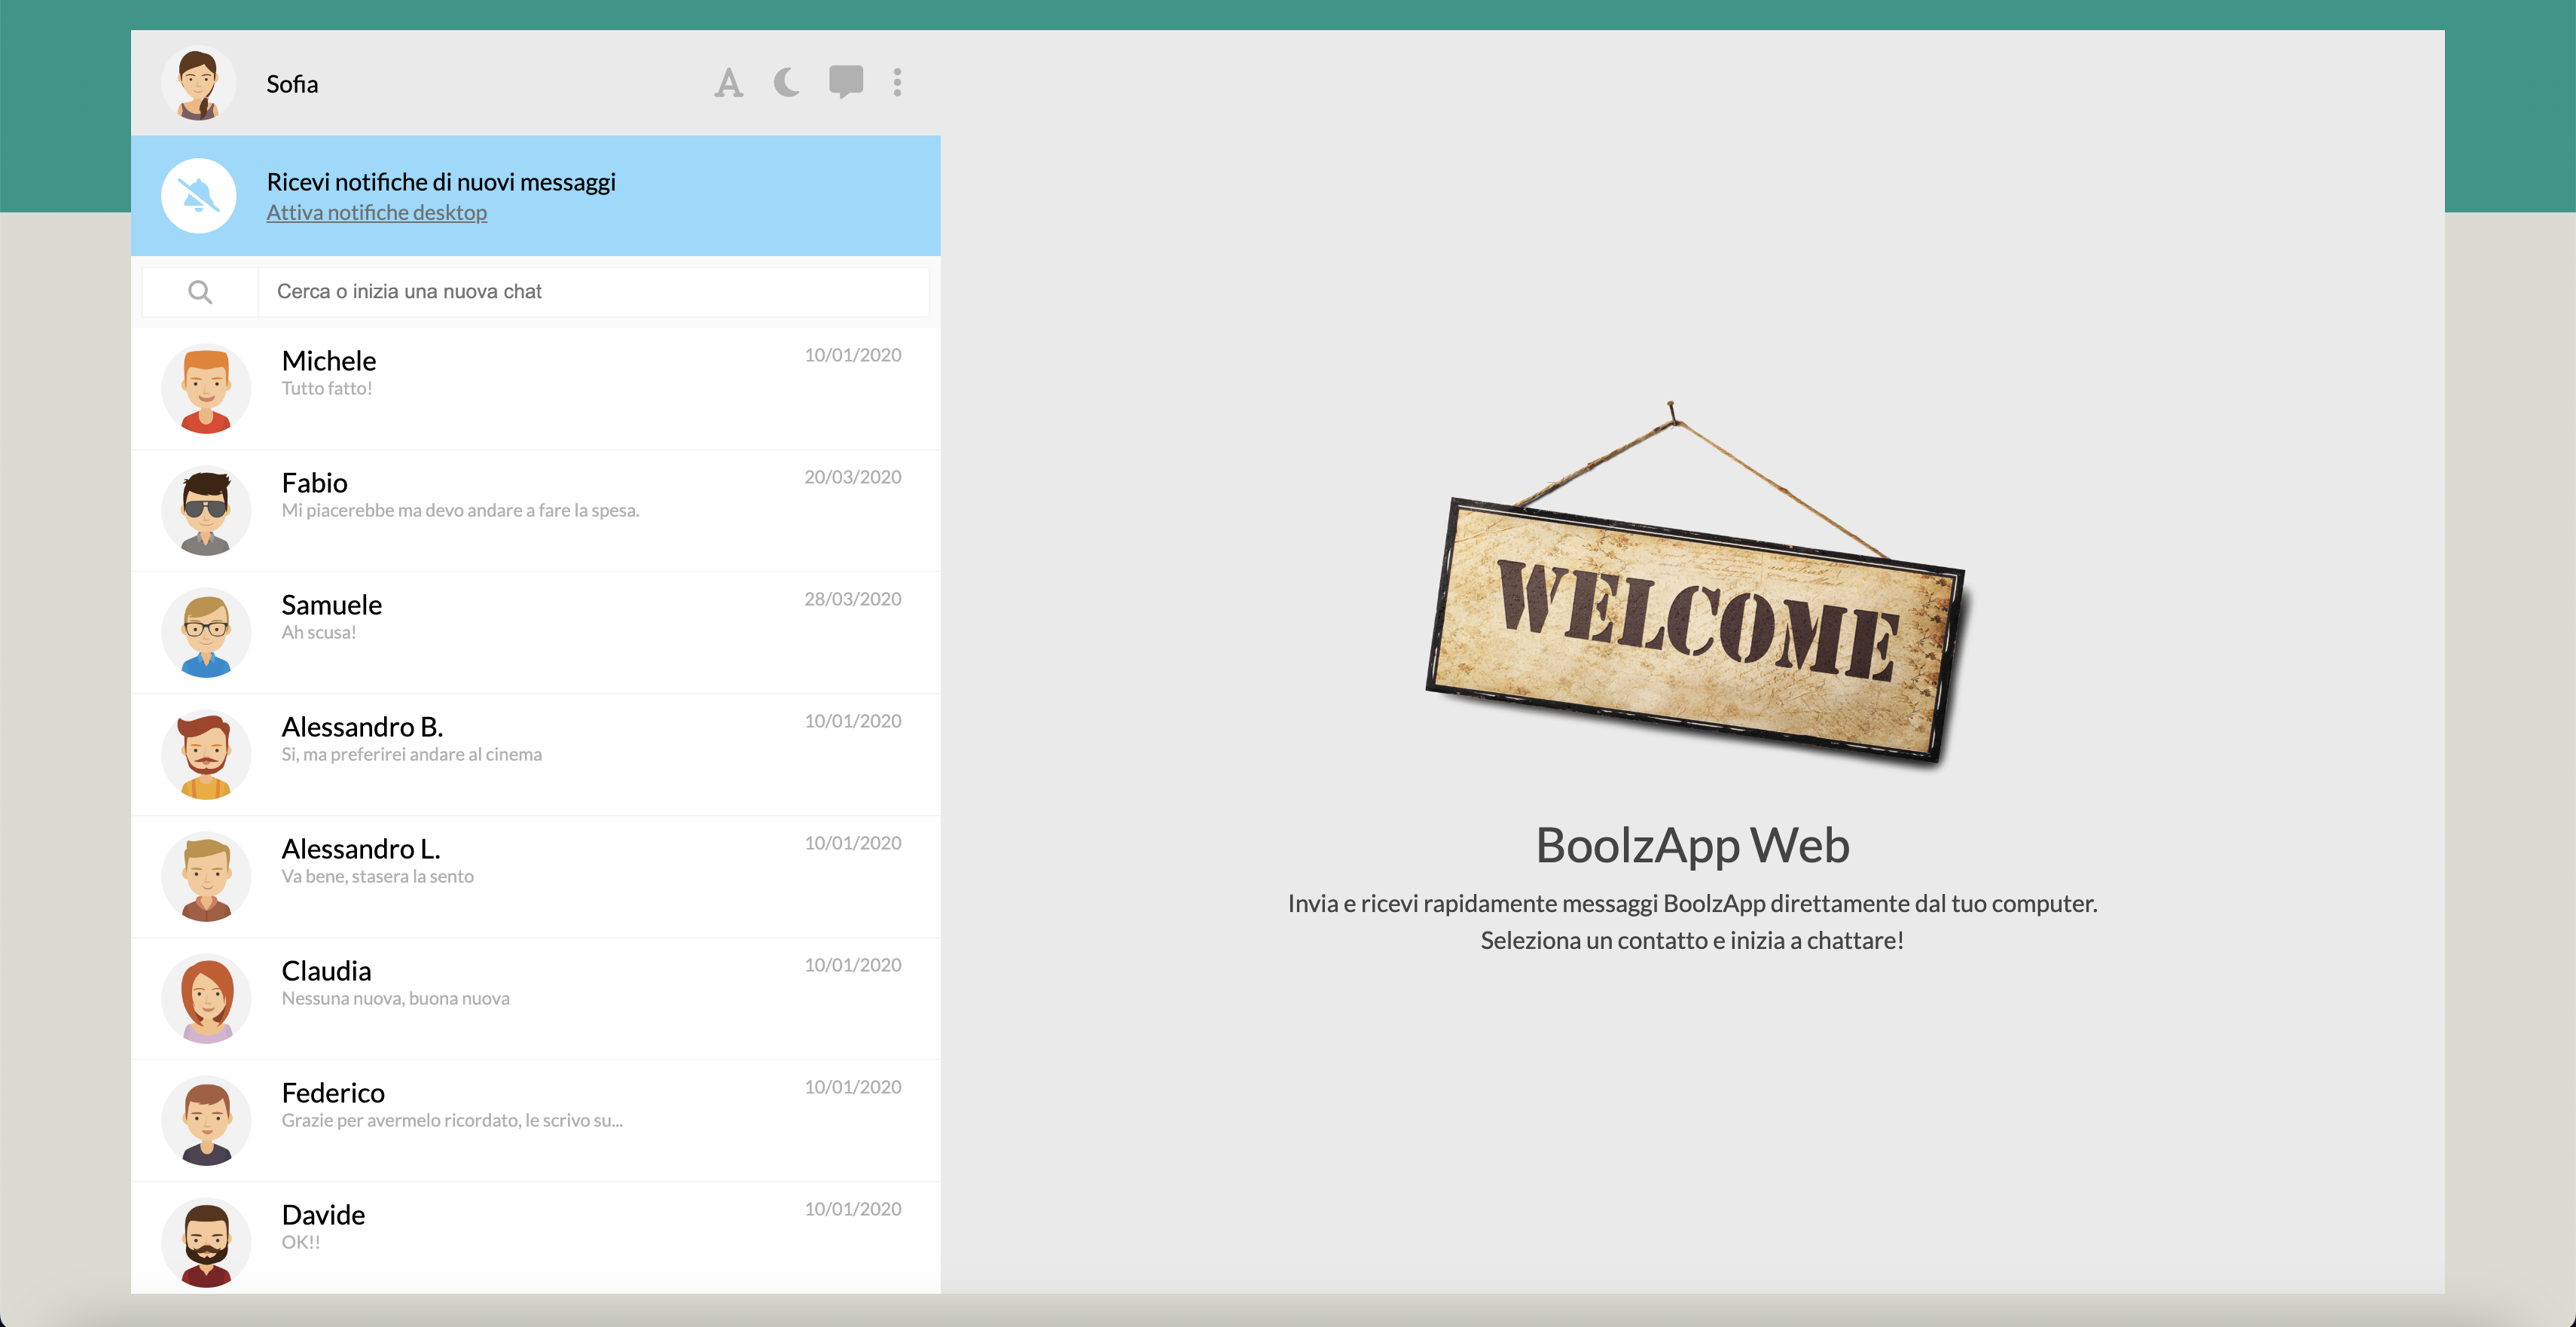 Sofia
Ricevi notifiche di nuovi messaggi
Attiva notifiche desktop
Cerca o inizia una nuova chat
Michele
10/01/2020
Tutto fatto!
Fabio
20/03/2020
Mi piacerebbe ma devo andare a fare la spesa.
Samuele
28/03/2020
Ah scusa!
Alessandro B.
10/01/2020
Si, ma preferirei andare al cinema
Alessandro L.
10/01/2020
Va bene, stasera la sento
Claudia
10/01/2020
Nessuna nuova, buona nuova
Federico
10/01/2020
Grazie per avermelo ricordato, le scrivo su...
Davide
10/01/2020
OK!!
WELCOME
BoolzApp Web
Invia e ricevi rapidamente messaggi BoolzApp direttamente dal tuo computer.
Seleziona un contatto e inizia a chattare!